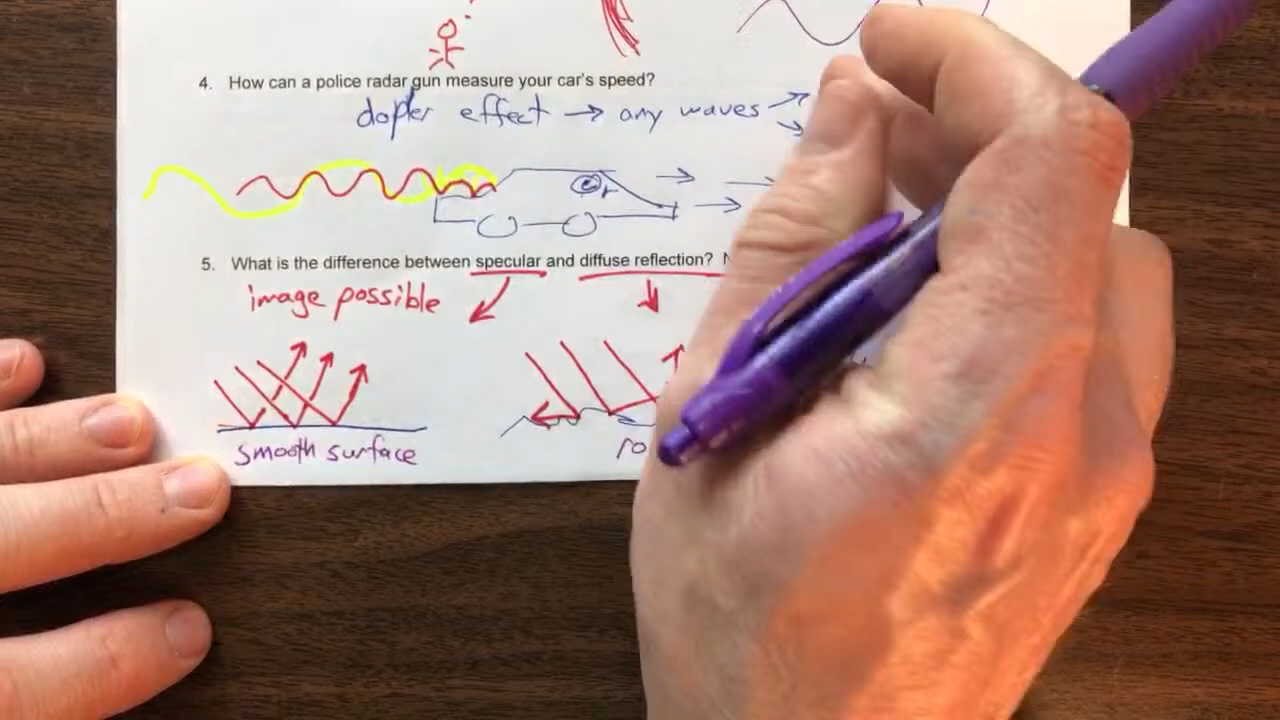 4. How can a police radar gun measure your car's speed?
dopler effect → any waves
5. What is the difference between specular and diffuse reflection?
image possible
smooth surface
ro